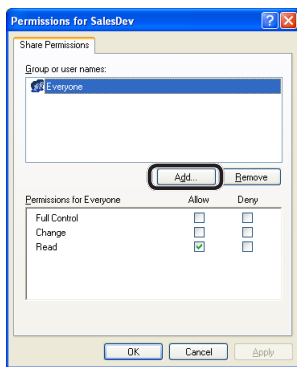 Permissions for SalesDev
Share Permissions
Group or user names:
Everyone
Add...
Remove
Permissions for Everyone Allow Deny
Full Control
Change
Read
OK
Cancel
Apply